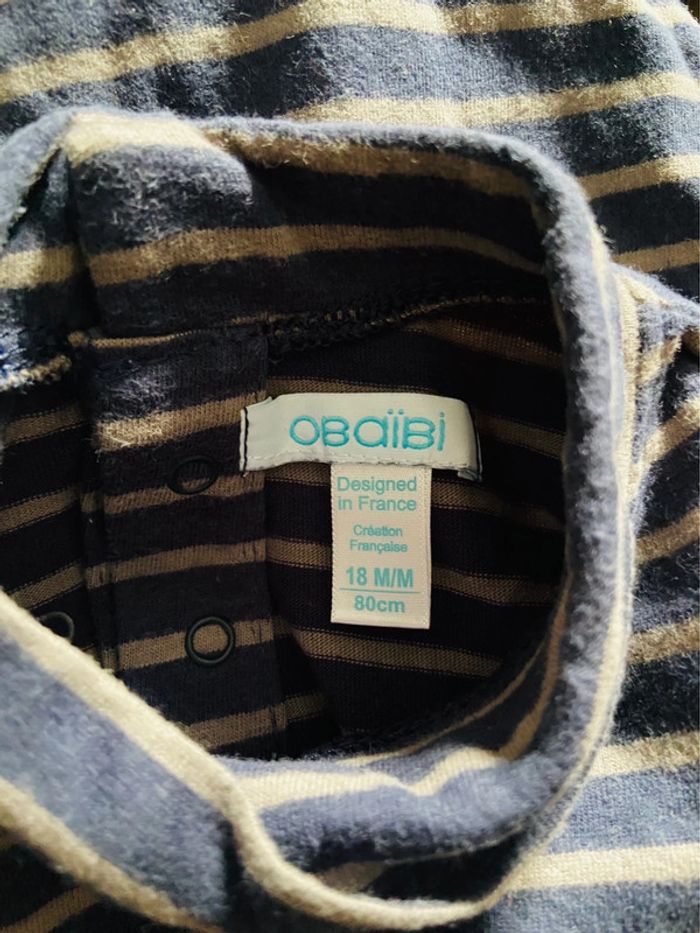 OBaïBi
Designed
in France
Création
Française
18 M/M
80cm